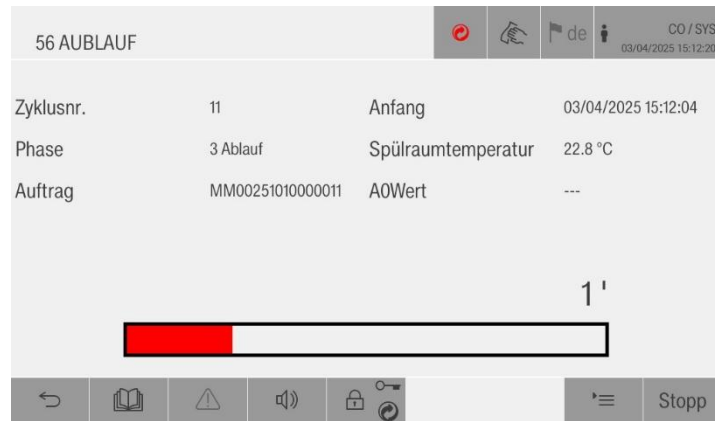 56 AUBLAUF
de
CO / SYS
03/04/2025 15:12:20
Zyklusnr. 11 Anfang 03/04/2025 15:12:04
Phase 3 Ablauf Spülraumtemperatur 22.8 °C
Auftrag MM00251010000011 A0Wert ---
1 '
Stopp